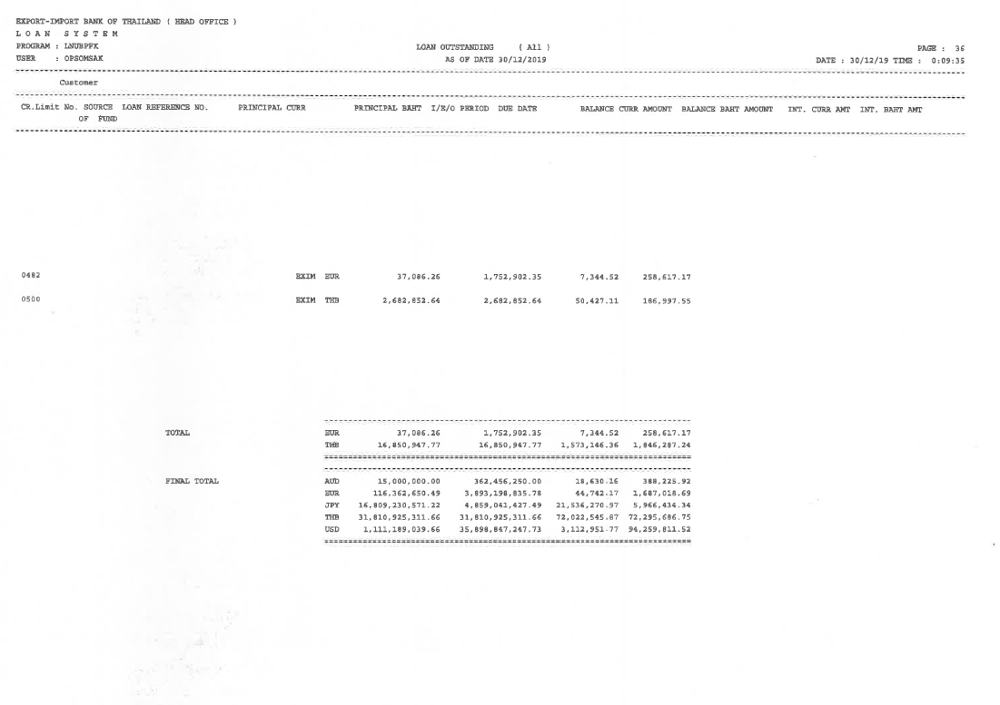 EXPORT-IMPORT BANK OF THAILAND ( HEAD OFFICE )
L O A N  S Y S T E M
PROGRAM : LNUBPFK LOAN OUTSTANDING ( All ) PAGE : 36
USER : OPSOMSAK AS OF DATE 30/12/2019 DATE : 30/12/19 TIME : 0:09:35
Customer
CR.Limit No. SOURCE LOAN REFERENCE NO. PRINCIPAL CURR PRINCIPAL BAHT I/E/O PERIOD DUE DATE BALANCE CURR AMOUNT BALANCE BAHT AMOUNT INT. CURR AMT INT. BAHT AMT
OF FUND
0482 EXIM EUR 37,086.26 1,752,902.35 7,344.52 258,617.17
0500 EXIM THB 2,682,852.64 2,682,852.64 50,427.11 186,997.55
TOTAL EUR 37,086.26 1,752,902.35 7,344.52 258,617.17
THB 16,850,947.77 16,850,947.77 1,573,146.36 1,846,287.24
FINAL TOTAL AUD 15,000,000.00 362,456,250.00 18,630.16 388,225.92
EUR 116,362,650.49 3,893,198,835.78 44,742.17 1,687,018.69
JPY 16,809,230,571.22 4,859,041,427.49 21,536,270.97 5,966,434.34
THB 31,810,925,311.66 31,810,925,311.66 72,022,545.87 72,295,686.75
USD 1,111,189,039.66 35,898,847,247.73 3,112,951.77 94,259,811.52